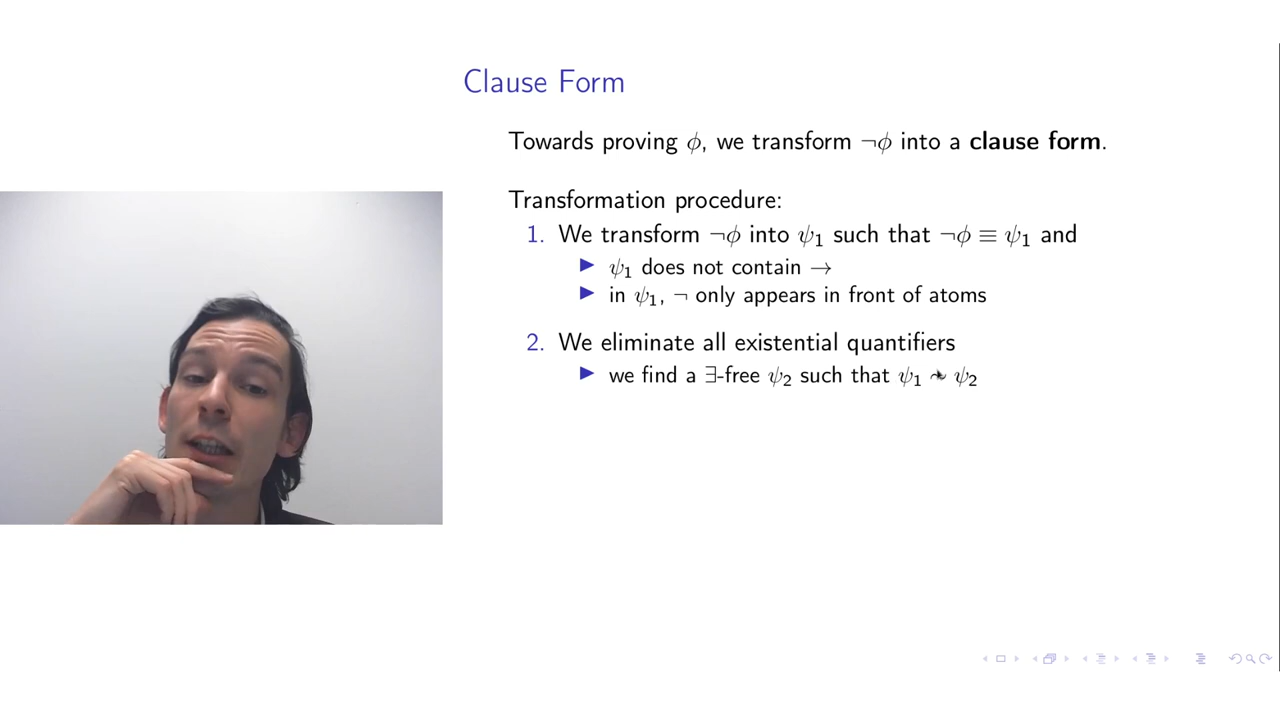 Clause Form
Towards proving ϕ, we transform ¬ϕ into a clause form.
Transformation procedure:
1. We transform ¬ϕ into ψ₁ such that ¬ϕ ≡ ψ₁ and
▶ ψ₁ does not contain →
▶ in ψ₁, ¬ only appears in front of atoms
2. We eliminate all existential quantifiers
▶ we find a ∃-free ψ₂ such that ψ₁ ∼ ψ₂